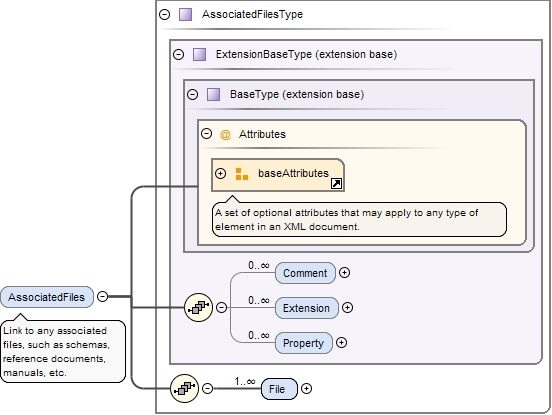 AssociatedFilesType
ExtensionBaseType (extension base)
BaseType (extension base)
@ Attributes
baseAttributes
A set of optional attributes that may apply to any type of
element in an XML document.
0..∞
Comment
AssociatedFiles
0..∞
Extension
Link to any associated
files, such as schemas,
reference documents,
manuals, etc.
0..∞
Property
1..∞
File